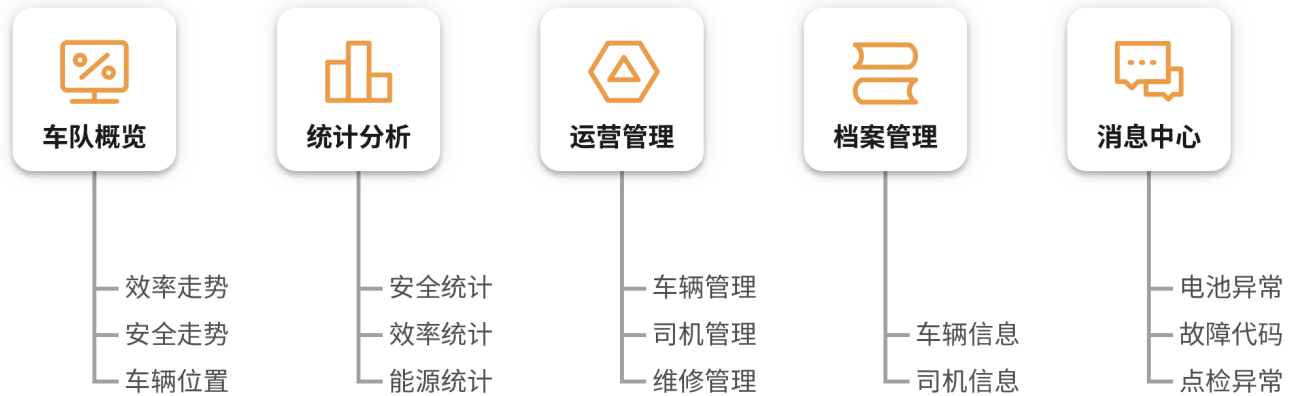 车队概览
效率走势
安全走势
车辆位置
统计分析
安全统计
效率统计
能源统计
运营管理
车辆管理
司机管理
维修管理
档案管理
车辆信息
司机信息
消息中心
电池异常
故障代码
点检异常